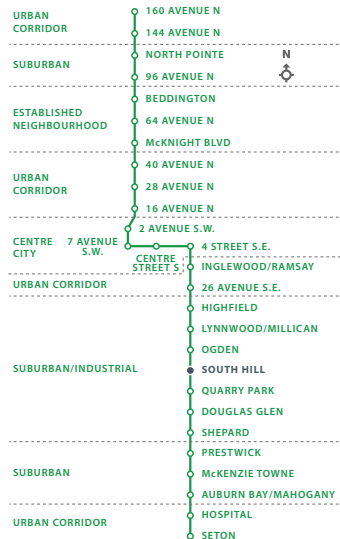 160 AVENUE N
URBAN
CORRIDOR
144 AVENUE N
NORTH POINTE
N
SUBURBAN
96 AVENUE N
BEDDINGTON
ESTABLISHED
NEIGHBOURHOOD
64 AVENUE N
McKNIGHT BLVD
40 AVENUE N
URBAN
CORRIDOR
28 AVENUE N
16 AVENUE N
2 AVENUE S.W.
CENTRE
CITY
7 AVENUE
S.W.
4 STREET S.E.
CENTRE
STREET S
INGLEWOOD/RAMSAY
URBAN CORRIDOR
26 AVENUE S.E.
HIGHFIELD
LYNNWOOD/MILLICAN
OGDEN
SUBURBAN/INDUSTRIAL
SOUTH HILL
QUARRY PARK
DOUGLAS GLEN
SHEPARD
PRESTWICK
SUBURBAN
McKENZIE TOWNE
AUBURN BAY/MAHOGANY
HOSPITAL
URBAN CORRIDOR
SETON